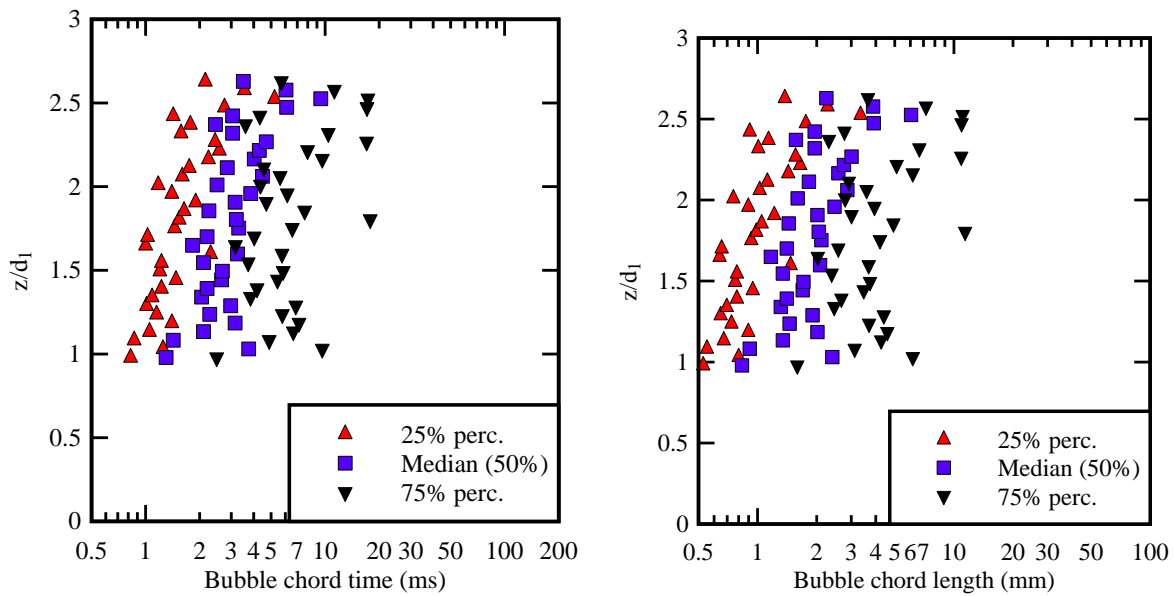 3
2.5
2
1.5
1
0.5
0
z/d1
25% perc.
Median (50%)
75% perc.
0.5 1 2 3 4 5 7 10 20 30 50 100 200
Bubble chord time (ms)
3
2.5
2
1.5
1
0.5
0
z/d1
25% perc.
Median (50%)
75% perc.
0.5 1 2 3 4 5 67 10 20 30 50 100
Bubble chord length (mm)